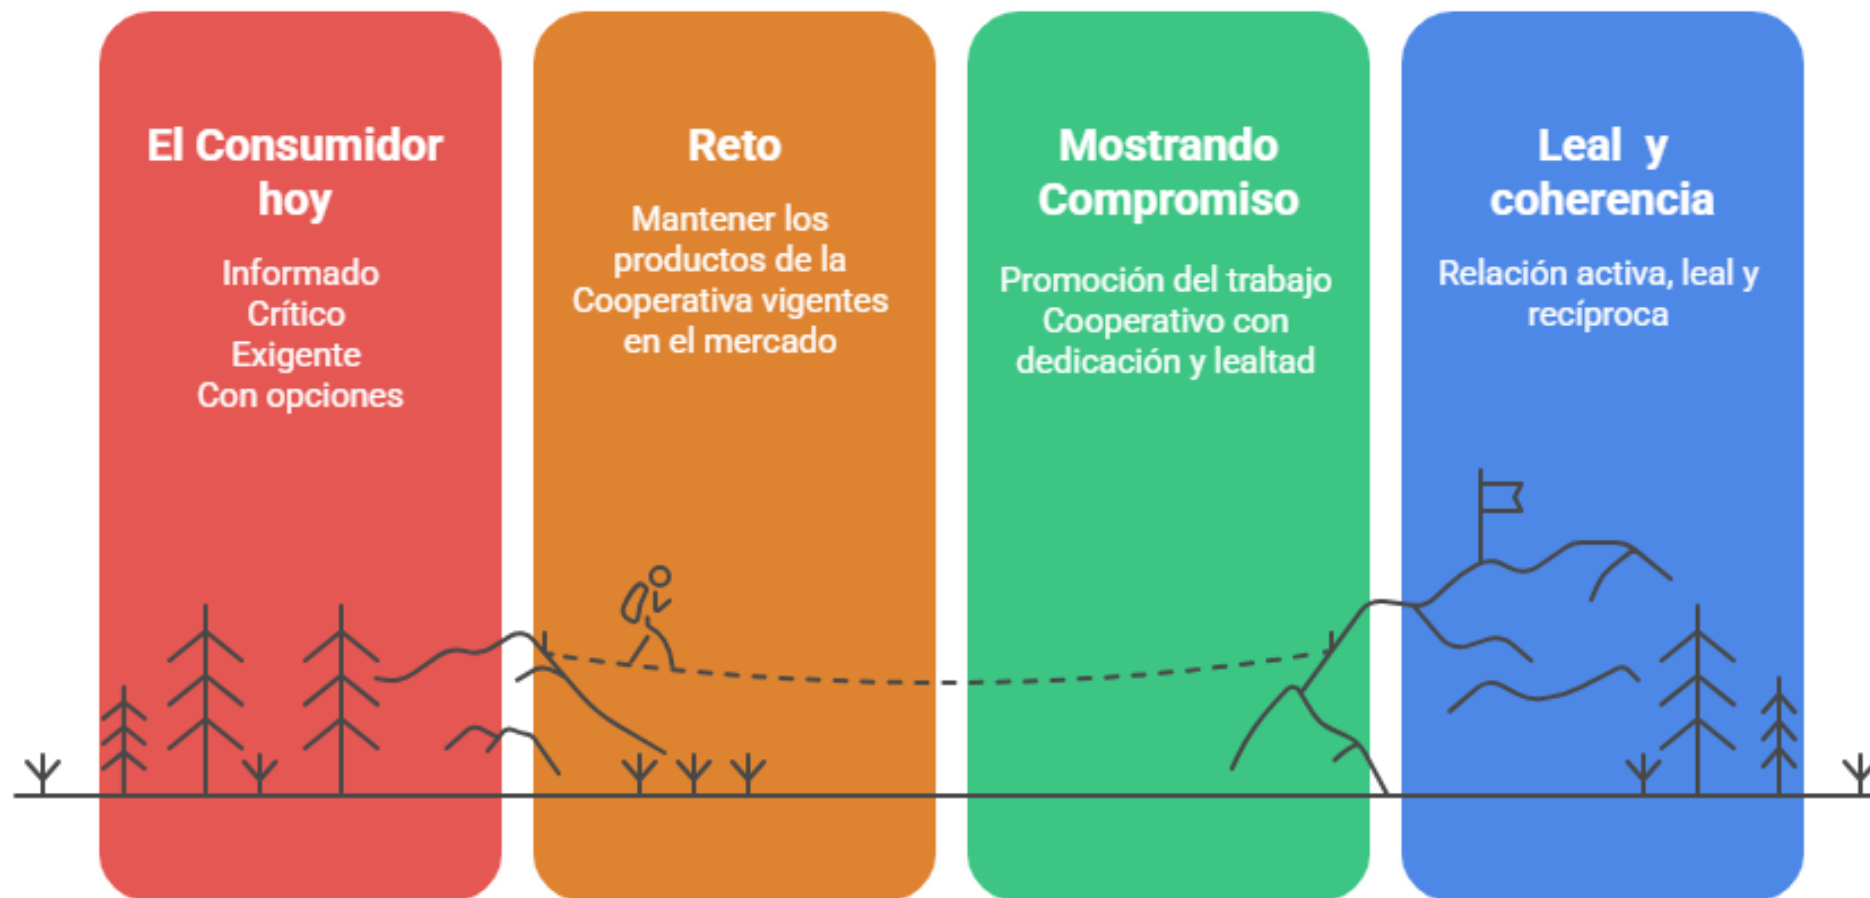 El Consumidor
hoy
Informado
Crítico
Exigente
Con opciones
Reto
Mantener los
productos de la
Cooperativa vigentes
en el mercado
Mostrando
Compromiso
Promoción del trabajo
Cooperativo con
dedicación y lealtad
Leal  y
coherencia
Relación activa, leal y
recíproca